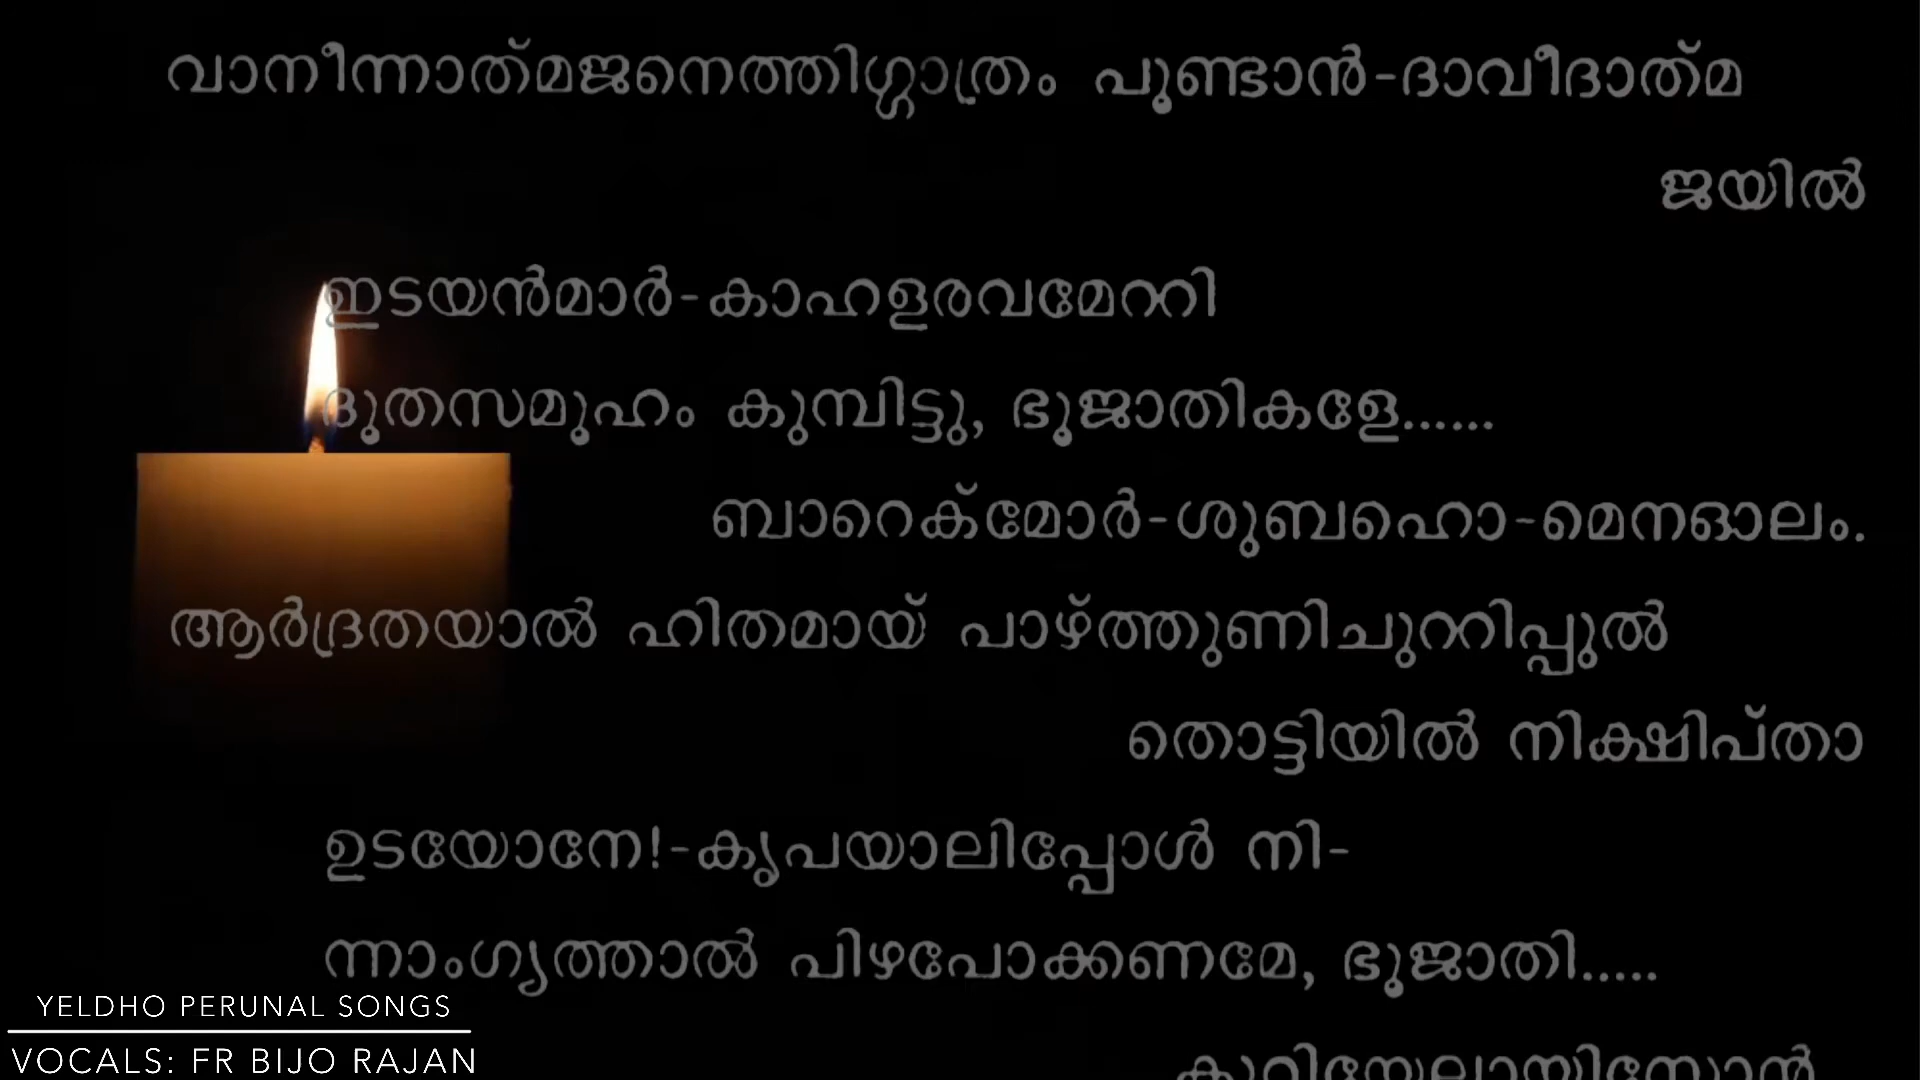 വാനീന്നാത്മജനെത്തിഗ്ഗാത്രം പൂണ്ടാൻ-ദാവീദാത്മ
ജയിൽ
ഇടയൻമാർ-കാഹളരവമേററി
ദൂതസമൂഹം കുമ്പിട്ടു, ഭൂജാതികളേ......
ബാറെക്മോർ-ശുബഹൊ-മെനഓലം.
ആർദ്രതയാൽ ഹിതമായ് പാഴ്ത്തുണിചുററിപ്പുൽ
തൊട്ടിയിൽ നിക്ഷിപ്താ
ഉടയോനേ!-കൃപയാലിപ്പോൾ നി-
ന്നാംഗ്യത്താൽ പിഴപോക്കണമേ, ഭൂജാതി.....
YELDHO PERUNAL SONGS
VOCALS: FR BIJO RAJAN